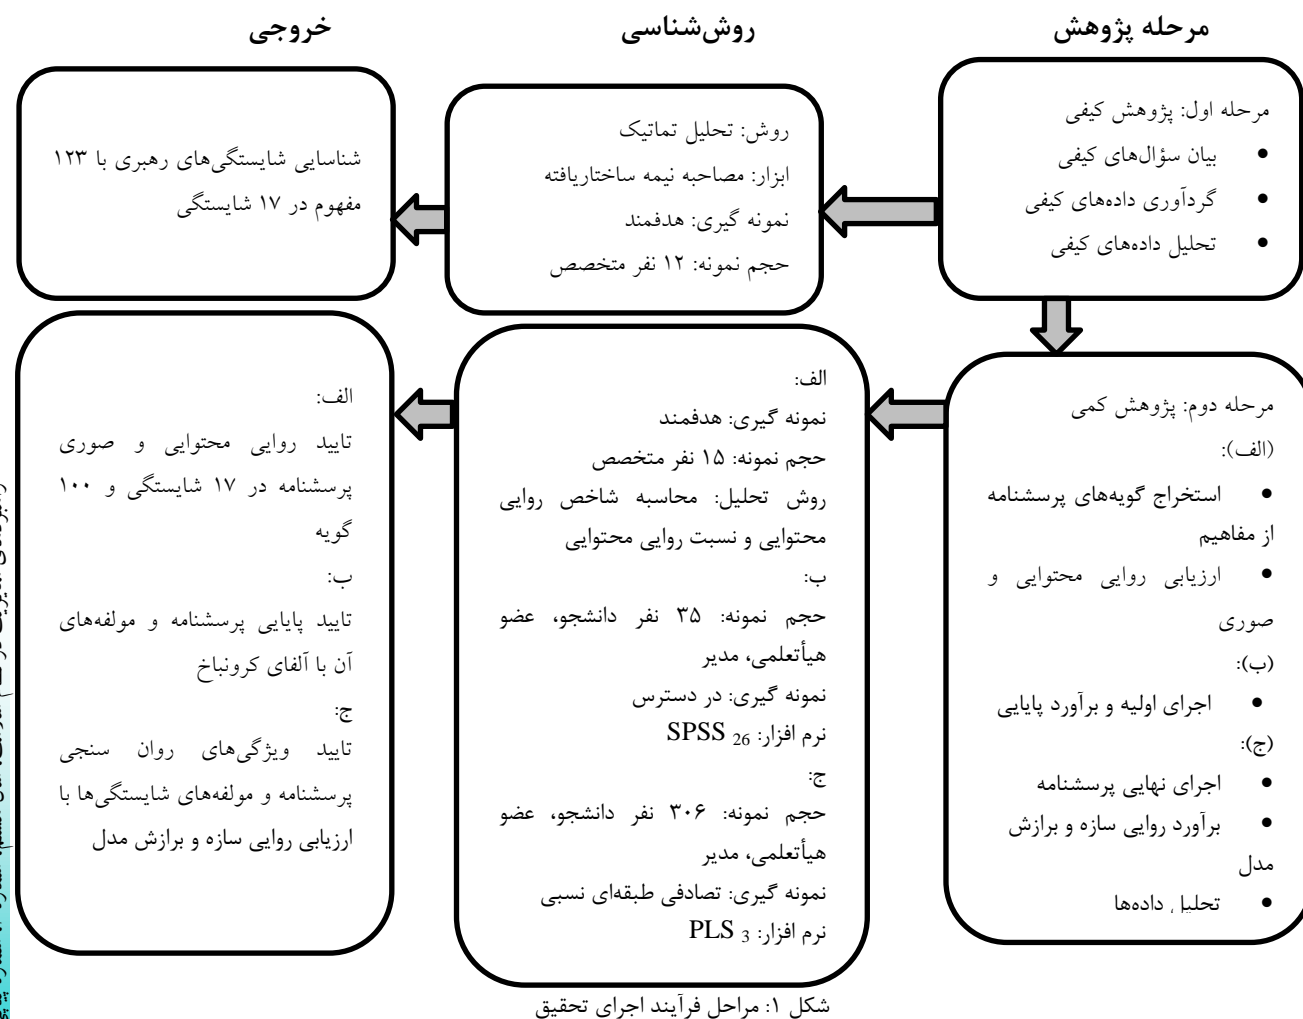 مرحله پژوهش
روش‌شناسی
خروجی
مرحله اول: پژوهش کیفی
• بیان سؤال‌های کیفی
• گردآوری داده‌های کیفی
• تحلیل داده‌های کیفی
روش: تحلیل تماتیک
ابزار: مصاحبه نیمه ساختاریافته
نمونه گیری: هدفمند
حجم نمونه: ۱۲ نفر متخصص
شناسایی شایستگی‌های رهبری با ۱۲۳
مفهوم در ۱۷ شایستگی
مرحله دوم: پژوهش کمی
(الف):
• استخراج گویه‌های پرسشنامه
از مفاهیم
• ارزیابی روایی محتوایی و
صوری
(ب):
• اجرای اولیه و برآورد پایایی
(ج):
• اجرای نهایی پرسشنامه
• برآورد روایی سازه و برازش
مدل
• تحلیل داده‌ها
الف:
نمونه گیری: هدفمند
حجم نمونه: ۱۵ نفر متخصص
روش تحلیل: محاسبه شاخص روایی
محتوایی و نسبت روایی محتوایی
ب:
حجم نمونه: ۳۵ نفر دانشجو، عضو
هیأتعلمی، مدیر
نمونه گیری: در دسترس
نرم افزار: SPSS 26
ج:
حجم نمونه: ۳۰۶ نفر دانشجو، عضو
هیأتعلمی، مدیر
نمونه گیری: تصادفی طبقه‌ای نسبی
نرم افزار: PLS 3
الف:
تایید روایی محتوایی و صوری
پرسشنامه در ۱۷ شایستگی و ۱۰۰
گویه
ب:
تایید پایایی پرسشنامه و مولفه‌های
آن با آلفای کرونباخ
ج:
تایید ویژگی‌های روان سنجی
پرسشنامه و مولفه‌های شایستگی‌ها با
ارزیابی روایی سازه و برازش مدل
شکل ۱: مراحل فرآیند اجرای تحقیق